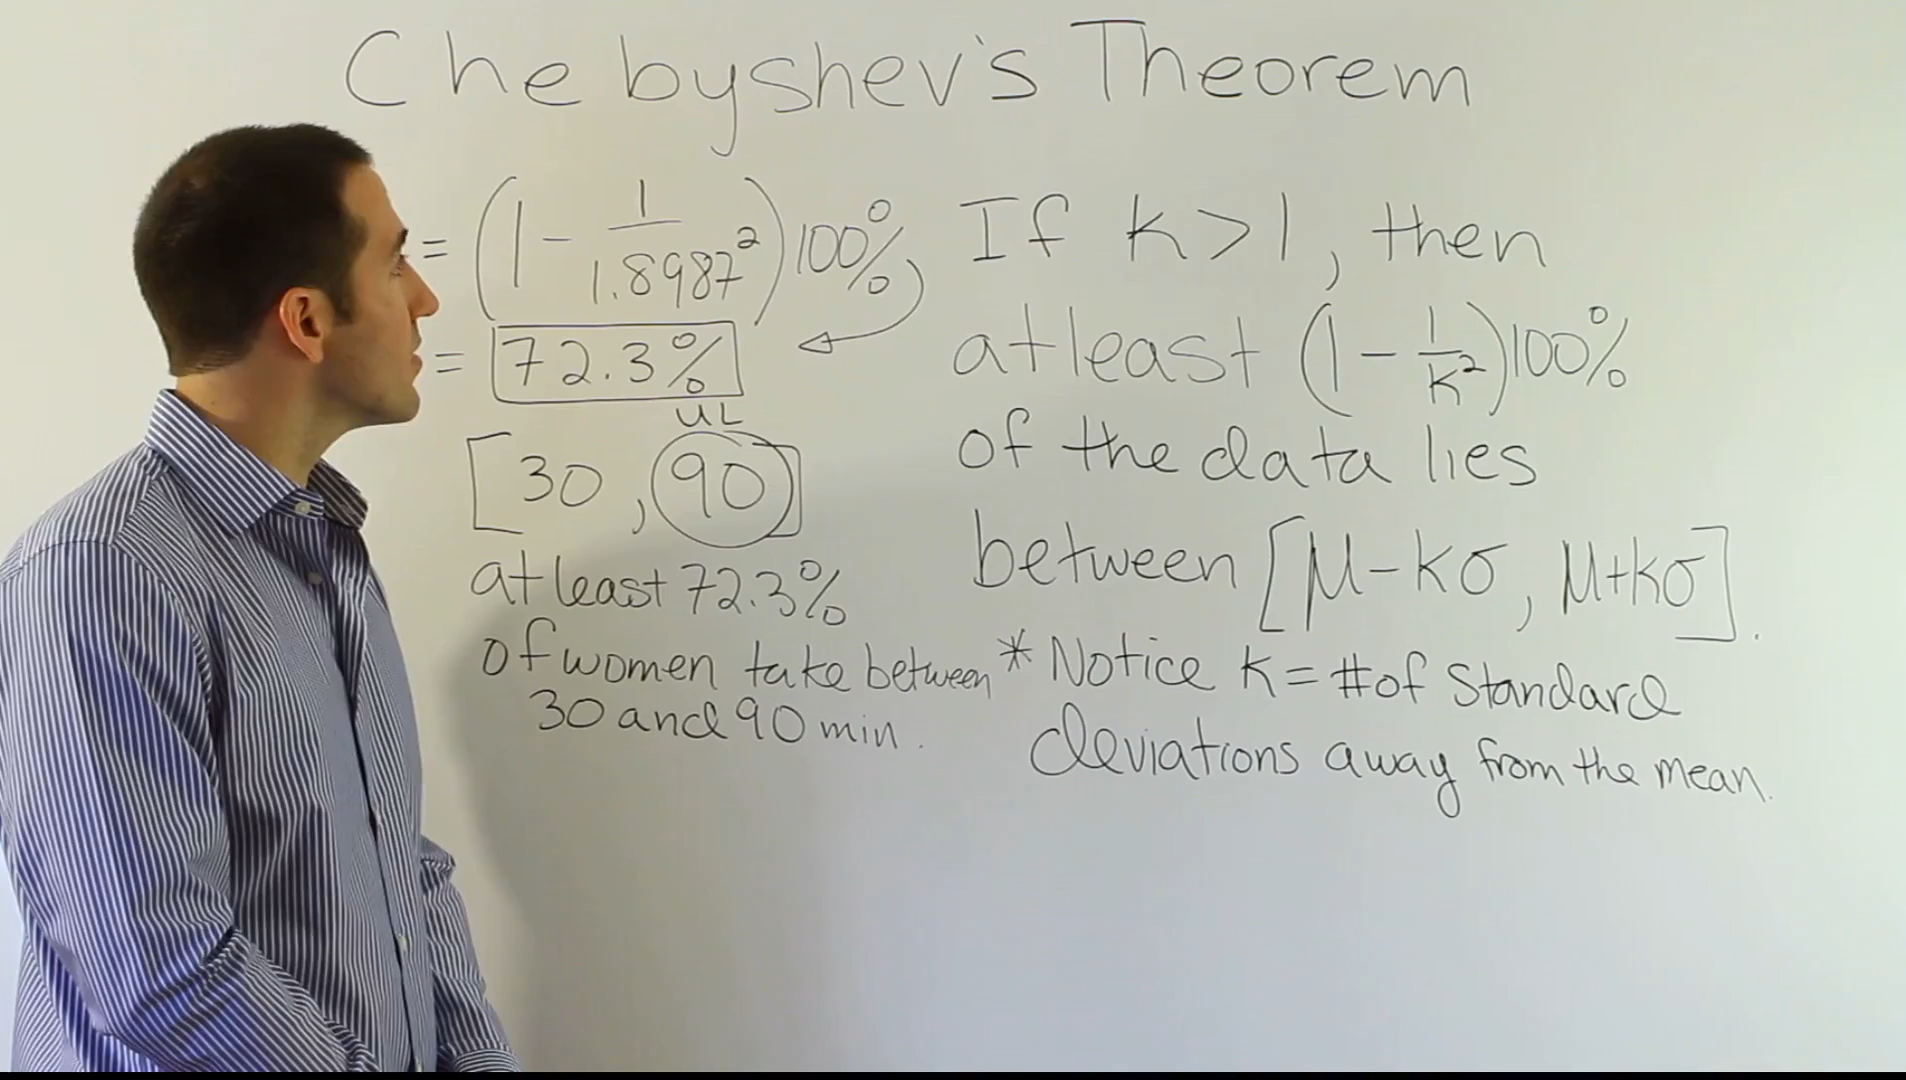 Chebyshev's Theorem
= (1 - 1/1.8987²)100%
= 72.3%
UL
[30, 90]
at least 72.3%
of women take between
30 and 90 min.
If K>1, then
at least (1 - 1/K²)100%
of the data lies
between [μ-Kσ, μ+Kσ].
* Notice K = # of Standard
deviations away from the mean.